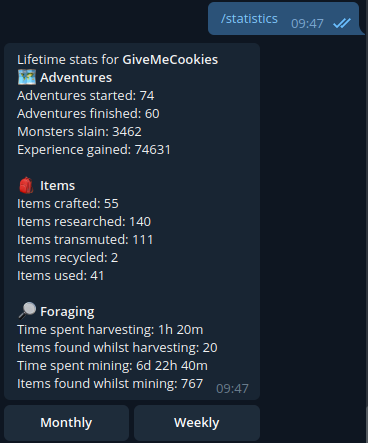 /statistics 09:47
Lifetime stats for GiveMeCookies
Adventures
Adventures started: 74
Adventures finished: 60
Monsters slain: 3462
Experience gained: 74631
Items
Items crafted: 55
Items researched: 140
Items transmuted: 111
Items recycled: 2
Items used: 41
Foraging
Time spent harvesting: 1h 20m
Items found whilst harvesting: 20
Time spent mining: 6d 22h 40m
Items found whilst mining: 767 09:47
Monthly Weekly